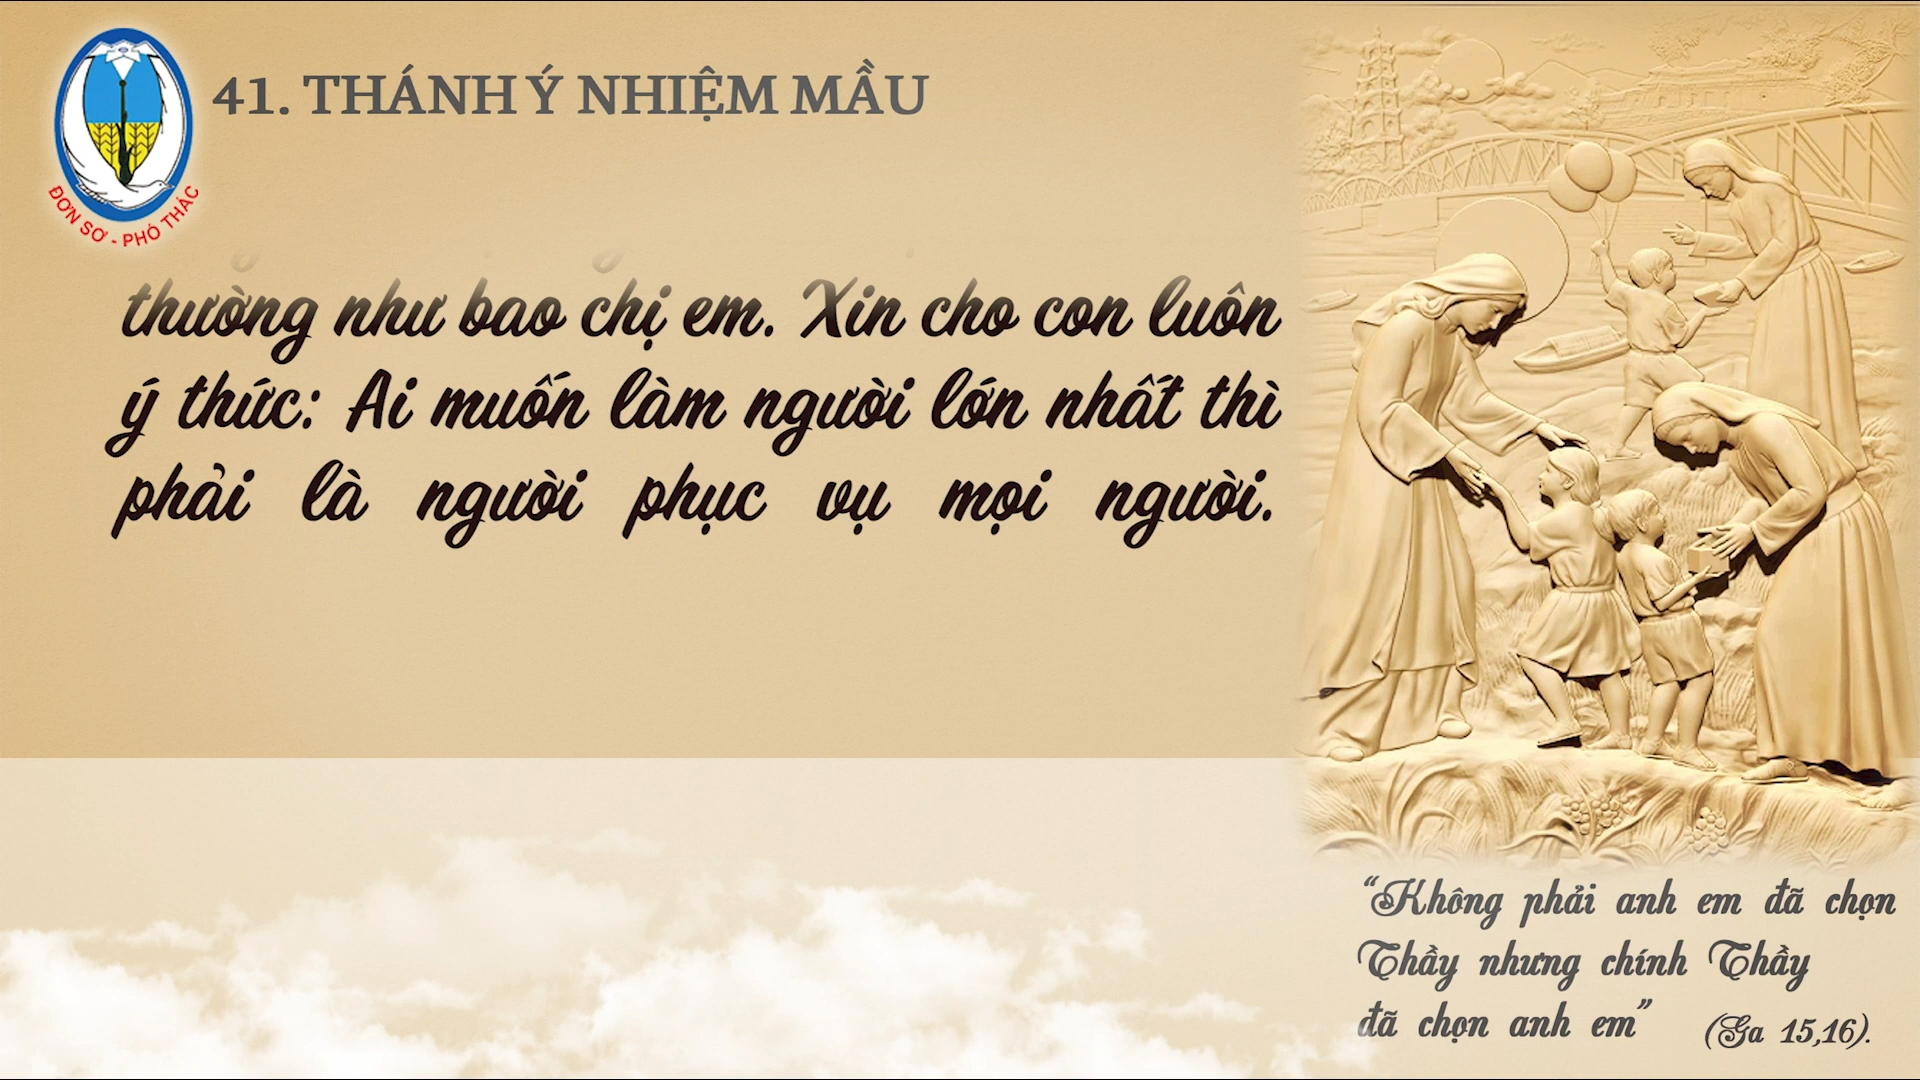 41. THÁNH Ý NHIỆM MẦU
ĐƠN SƠ - PHÓ THÁC
thường như bao chị em. Xin cho con luôn
ý thức: Ai muốn làm người lớn nhất thì
phải là người phục vụ mọi người.
“Không phải anh em đã chọn
Thầy nhưng chính Thầy
đã chọn anh em”
(Ga 15,16).